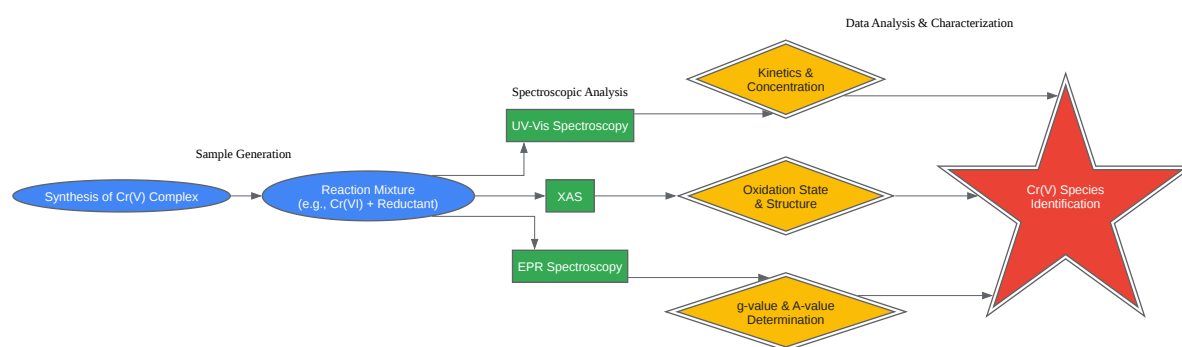 Data Analysis & Characterization
Kinetics &
Concentration
Spectroscopic Analysis
UV-Vis Spectroscopy
Sample Generation
Synthesis of Cr(V) Complex
Reaction Mixture
(e.g., Cr(VI) + Reductant)
XAS
Oxidation State
& Structure
Cr(V) Species
Identification
EPR Spectroscopy
g-value & A-value
Determination